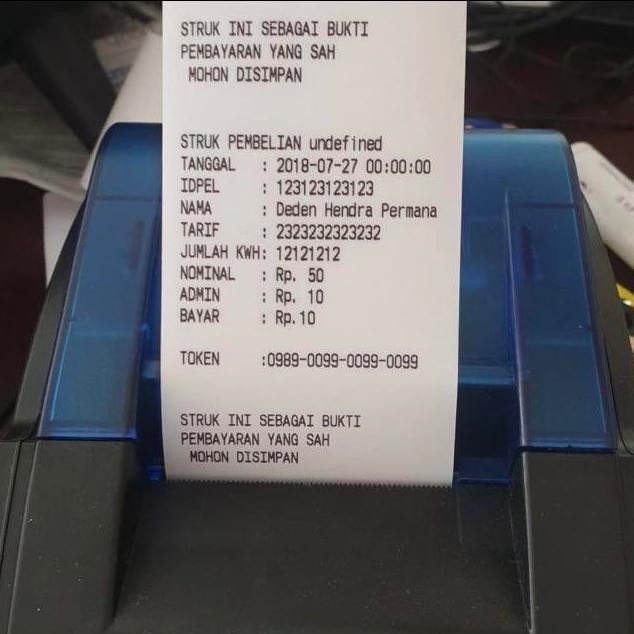 STRUK INI SEBAGAI BUKTI
PEMBAYARAN YANG SAH
MOHON DISIMPAN
STRUK PEMBELIAN undefined
TANGGAL : 2018-07-27 00:00:00
IDPEL : 123123123123
NAMA : Deden Hendra Permana
TARIF : 2323232323232
JUMLAH KWH: 12121212
NOMINAL : Rp. 50
ADMIN : Rp. 10
BAYAR : Rp.10
TOKEN :0989-0099-0099-0099
STRUK INI SEBAGAI BUKTI
PEMBAYARAN YANG SAH
MOHON DISIMPAN